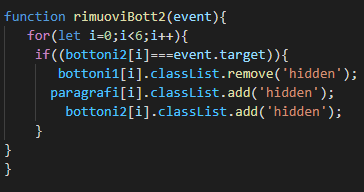 function rimuoviBott2(event){
for(let i=0;i<6;i++){
if((bottoni2[i]===event.target)){
bottoni1[i].classList.remove('hidden');
paragrafi[i].classList.add('hidden');
bottoni2[i].classList.add('hidden');
}
}
}